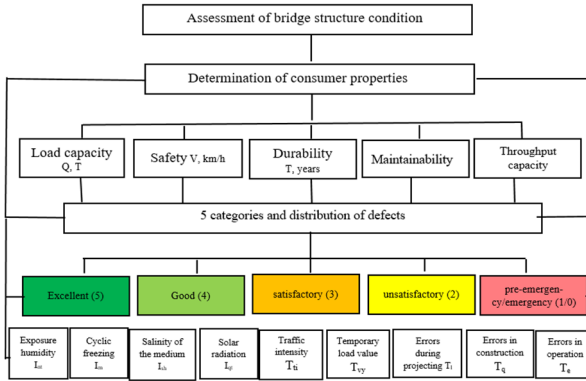 Assessment of bridge structure condition
Determination of consumer properties
Load capacity
Q, T
Safety V, km/h
Durability
T, years
Maintainability
Throughput
capacity
5 categories and distribution of defects
Excellent (5)
Good (4)
satisfactory (3)
unsatisfactory (2)
pre-emergen-
cy/emergency (1/0)
Exposure
humidity
Cyclic
freezing
Salinity of
the medium
Solar
radiation
Traffic
intensity
Tti
Temporary
load value
Tvy
Errors
during
projecting
Errors in
construction
Tq
Errors in
operation
Te